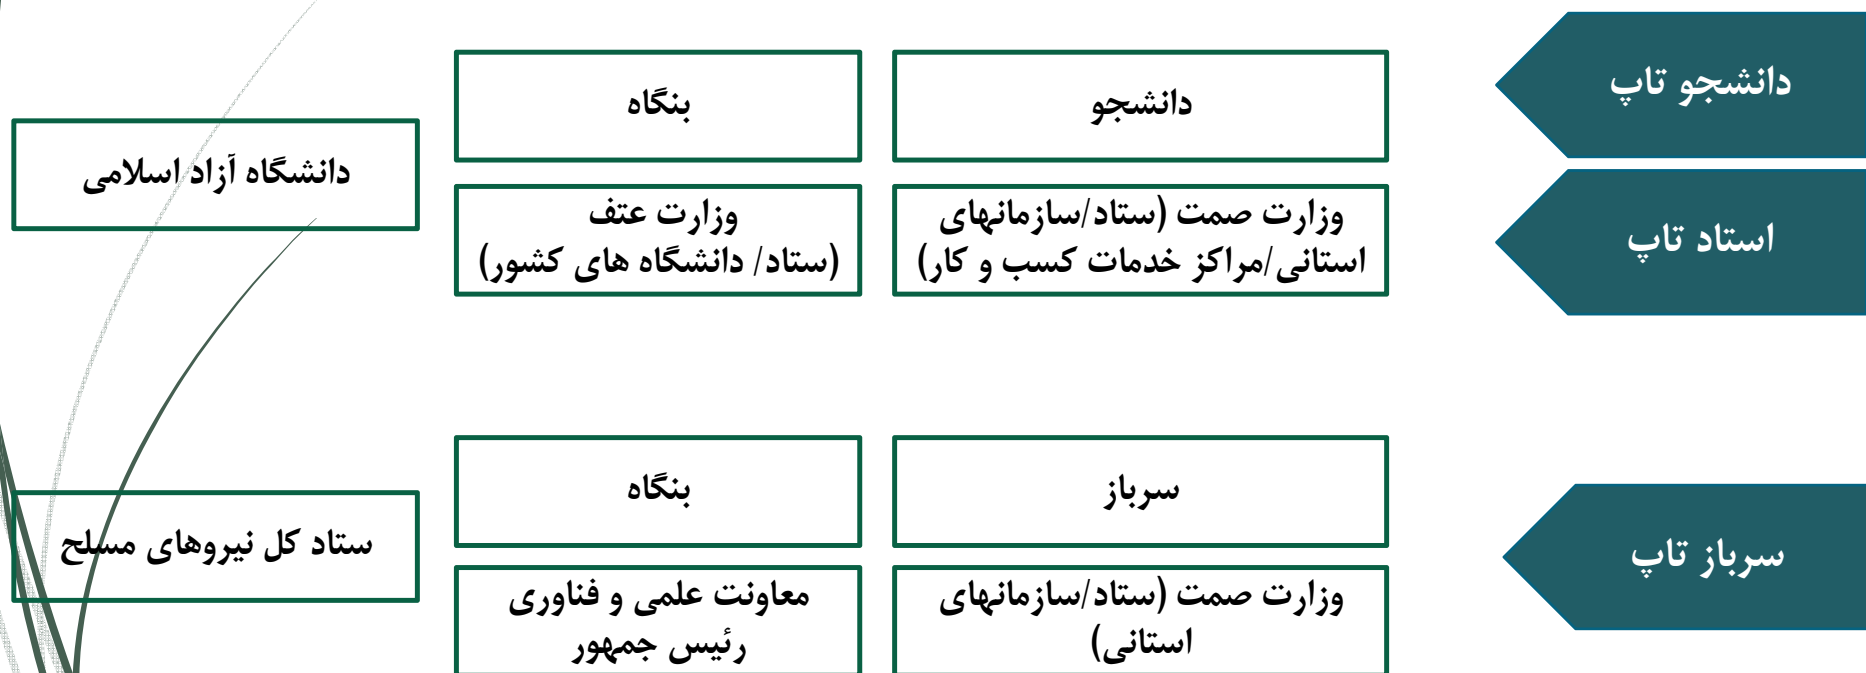 دانشجو تاپ
دانشجو
بنگاه
دانشگاه آزاد اسلامی
استاد تاپ
وزارت صمت (ستاد/سازمانهای
استانی/مراکز خدمات کسب و کار)
وزارت عتف
(ستاد/ دانشگاه های کشور)
سرباز تاپ
سرباز
بنگاه
ستاد کل نیروهای مسلح
وزارت صمت (ستاد/سازمانهای
استانی)
معاونت علمی و فناوری
رئیس جمهور